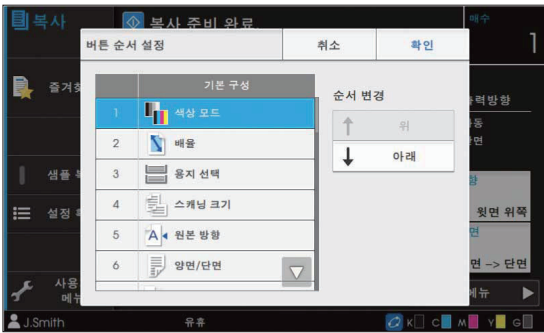 복사
복사 준비 완료.
매수
1
버튼 순서 설정
취소
확인
즐겨
기본 구성
순서 변경
1 색상 모드
2 배율
3 용지 선택
4 스캐닝 크기
5 원본 방향
6 양면/단면
위
아래
력방향
샘플
설정
윗면 위쪽
면 -> 단면
사용
메뉴
J.Smith
유휴
K C M Y G